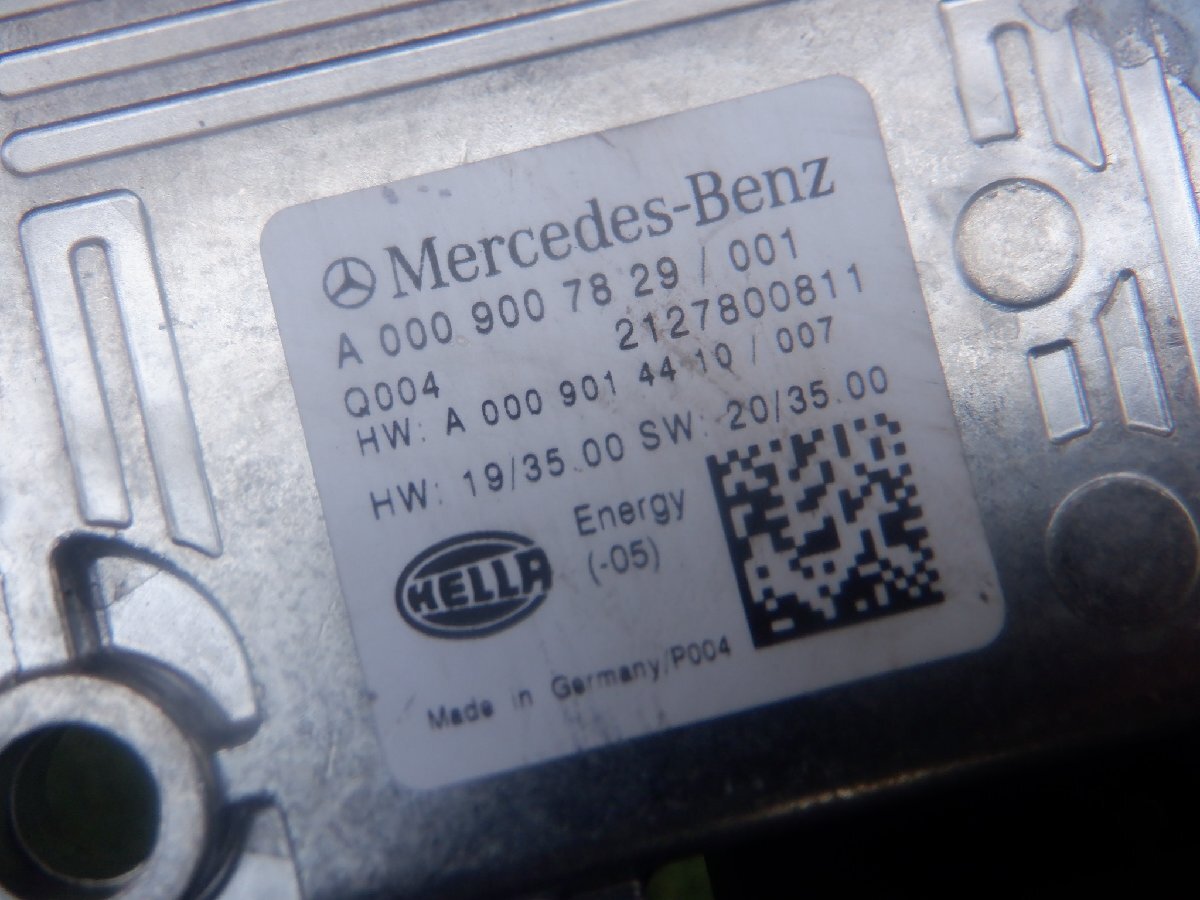 Mercedes-Benz
A 000 900 78 29 / 001
Q004 2127800811
HW: A 000 901 44 10 / 007
HW: 19/35.00 SW: 20/35.00
HELLA
Energy
(-05)
Made in Germany/P004